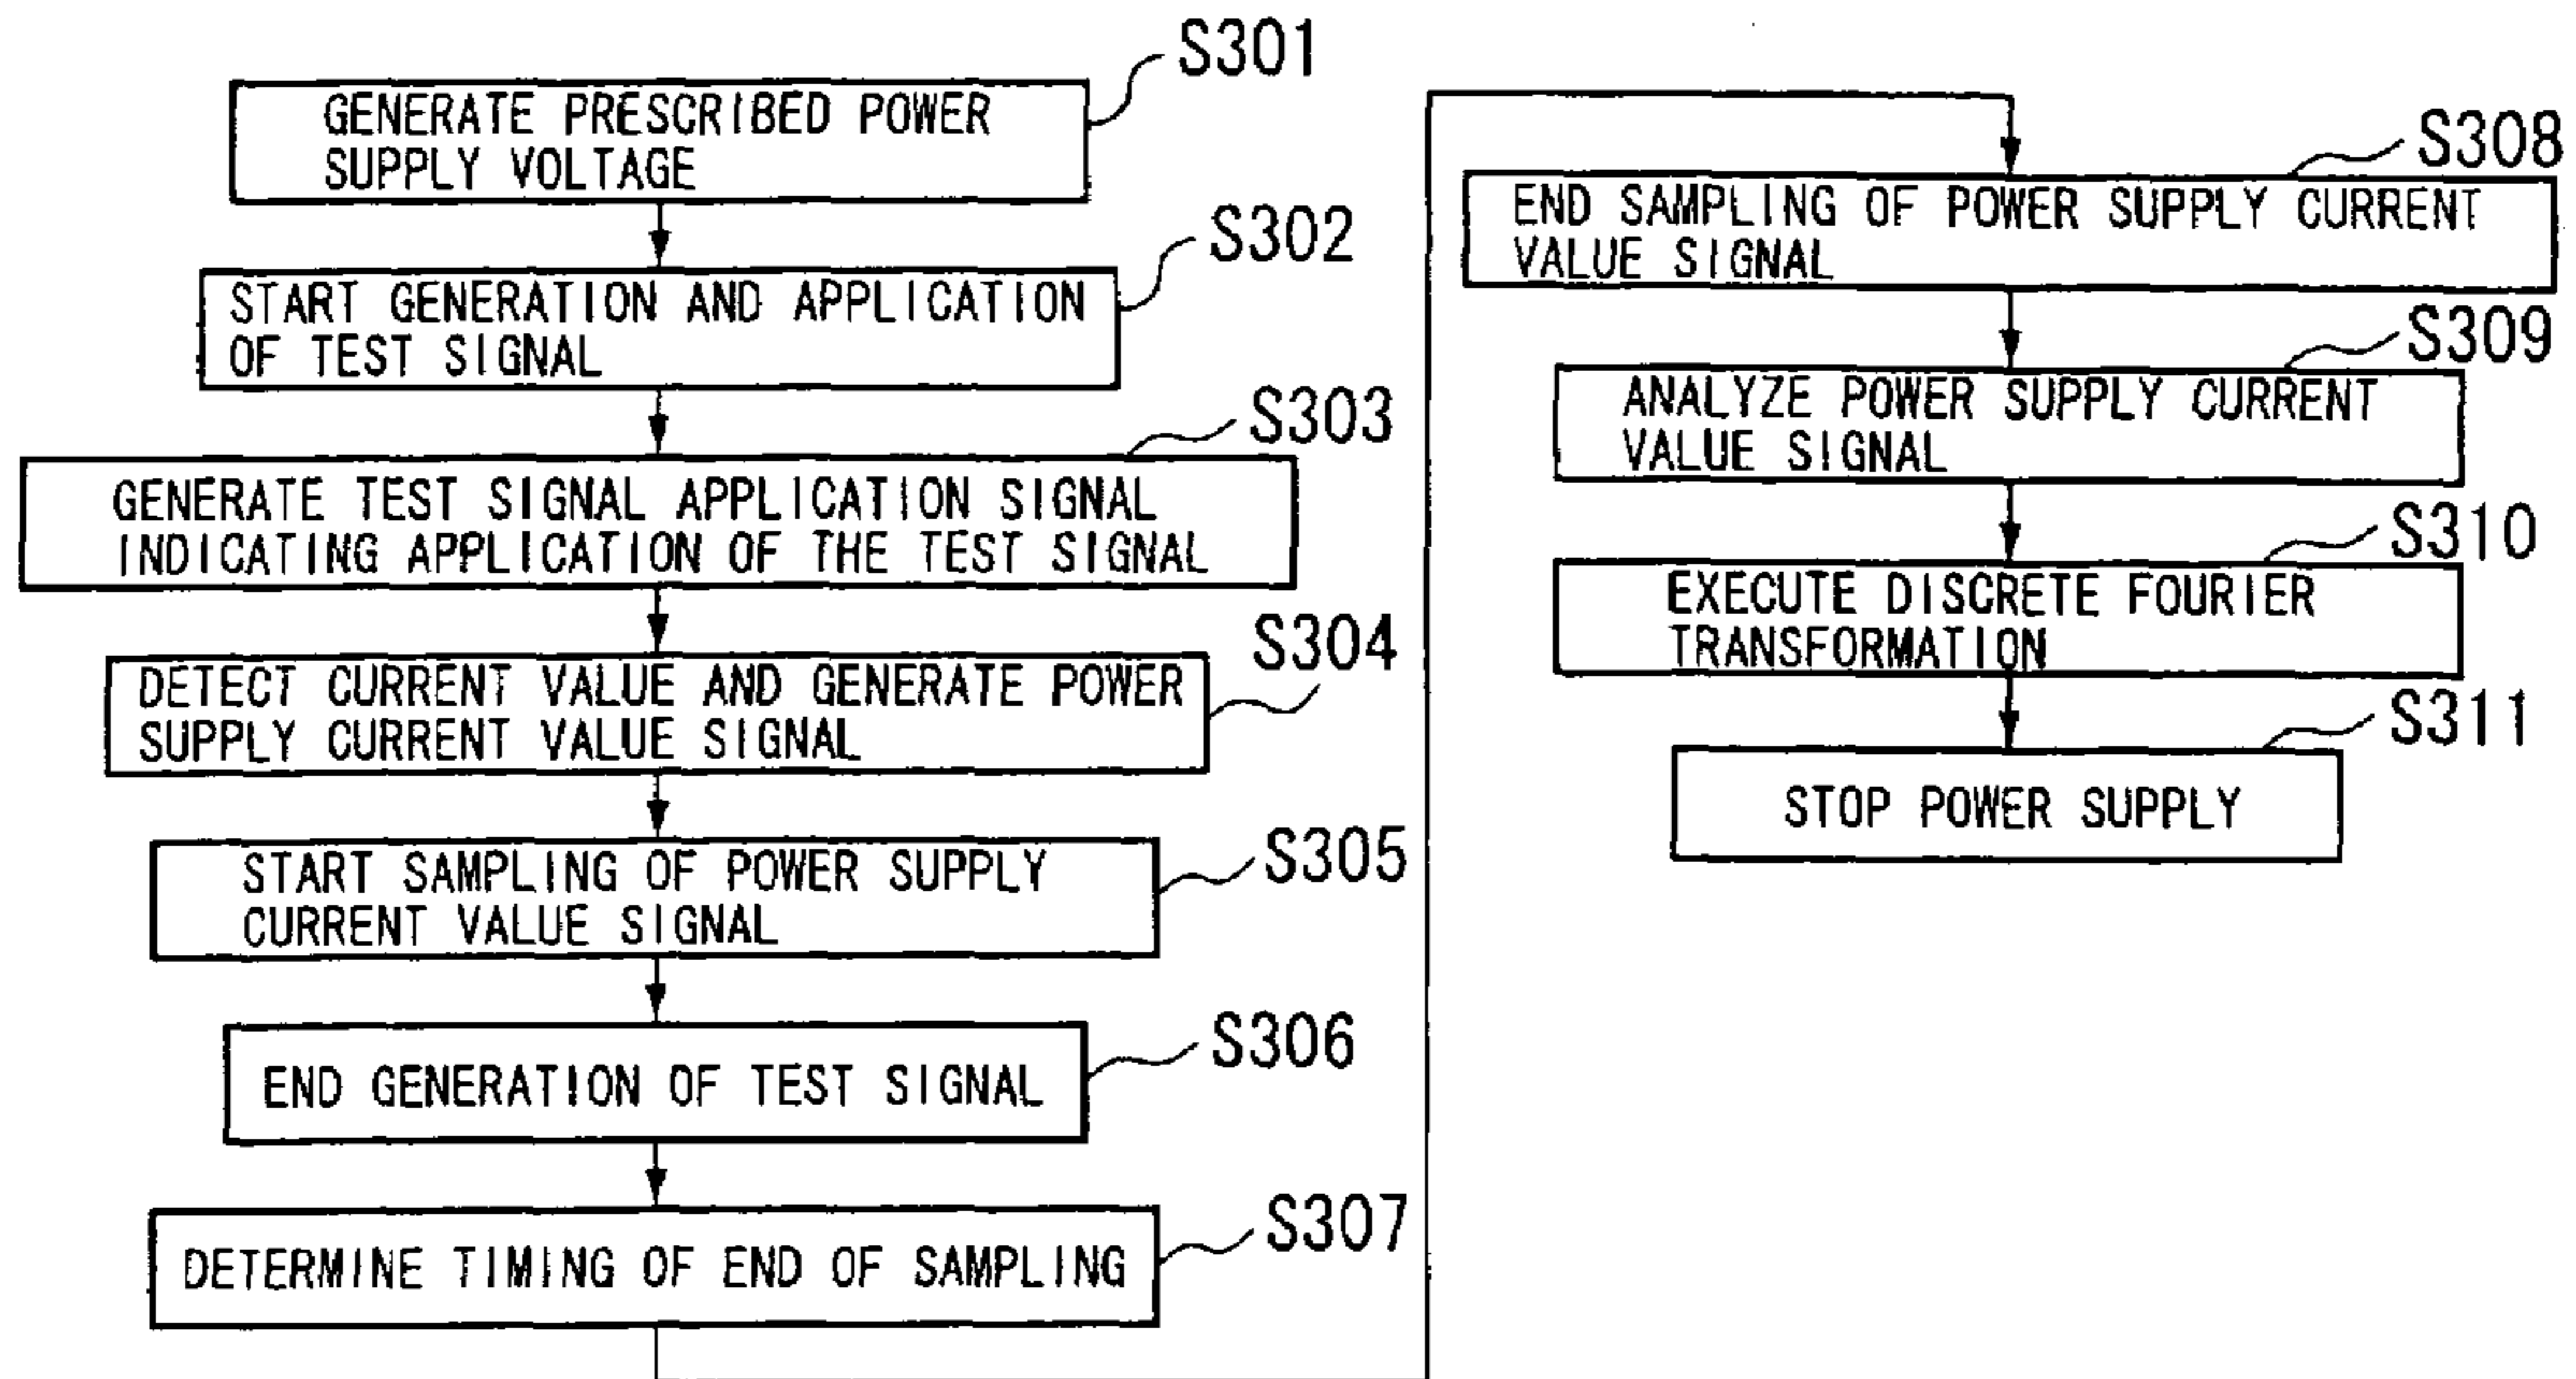 S301
GENERATE PRESCRIBED POWER
SUPPLY VOLTAGE
S302
START GENERATION AND APPLICATION
OF TEST SIGNAL
S303
GENERATE TEST SIGNAL APPLICATION SIGNAL
INDICATING APPLICATION OF THE TEST SIGNAL
S304
DETECT CURRENT VALUE AND GENERATE POWER
SUPPLY CURRENT VALUE SIGNAL
S305
START SAMPLING OF POWER SUPPLY
CURRENT VALUE SIGNAL
S306
END GENERATION OF TEST SIGNAL
S307
DETERMINE TIMING OF END OF SAMPLING
S308
END SAMPLING OF POWER SUPPLY CURRENT
VALUE SIGNAL
S309
ANALYZE POWER SUPPLY CURRENT
VALUE SIGNAL
S310
EXECUTE DISCRETE FOURIER
TRANSFORMATION
S311
STOP POWER SUPPLY